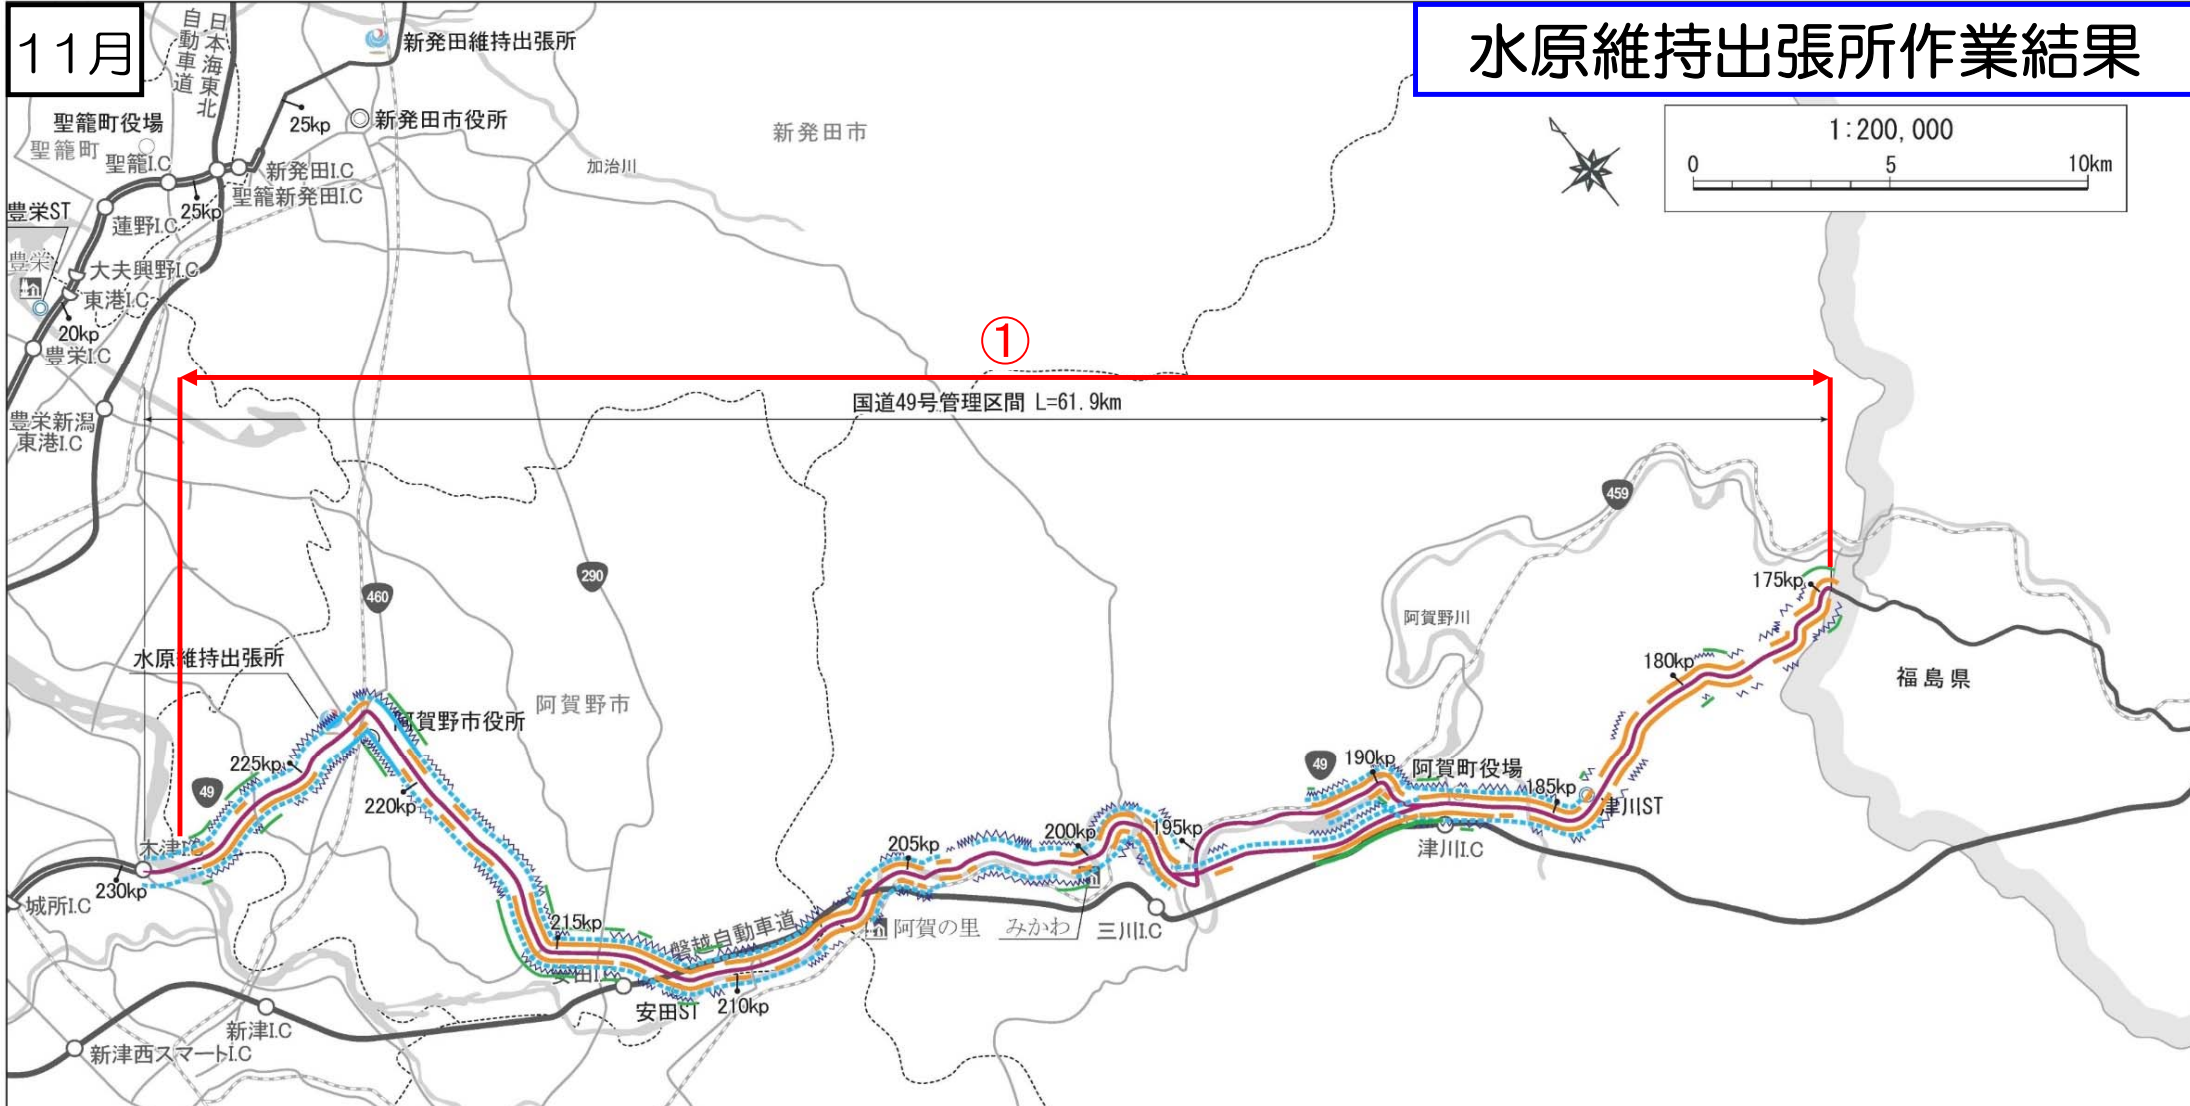 11月
水原維持出張所作業結果
日本海東北
自動車道
新発田維持出張所
25kp
新発田市役所
新発田市
聖籠町役場
聖籠町
聖籠I.C
新発田I.C
聖籠新発田I.C
25kp
加治川
1:200,000
0 5 10km
豊栄ST
蓮野I.C
豊栄
大夫興野I.C
東港I.C
20kp
豊栄I.C
①
国道49号管理区間 L=61.9km
豊栄新潟
東港I.C
459
290
460
175kp
阿賀野川
水原維持出張所
180kp
福島県
阿賀野市
阿賀野市役所
225kp
49
220kp
49
190kp
阿賀町役場
185kp
津川ST
木津I.C
230kp
城所I.C
205kp
200kp
195kp
津川I.C
215kp
磐越自動車道
阿賀の里
みかわ
三川I.C
安田I.C
安田ST
210kp
新津I.C
新津西スマートI.C